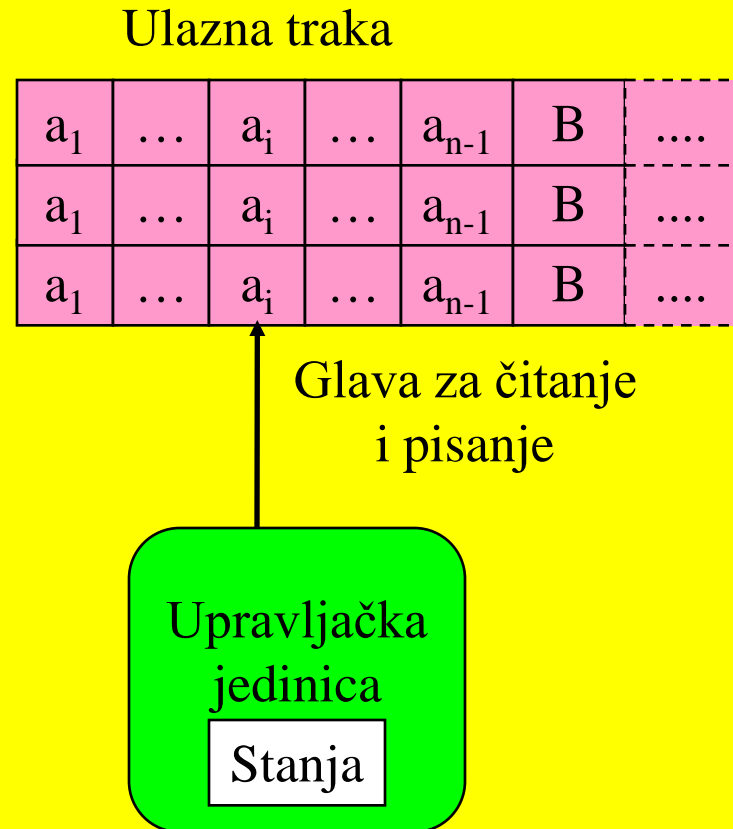 Ulazna traka
a₁ … aᵢ … aₙ₋₁ B ....
a₁ … aᵢ … aₙ₋₁ B ....
a₁ … aᵢ … aₙ₋₁ B ....
Glava za čitanje
i pisanje
Upravljačka
jedinica
Stanja